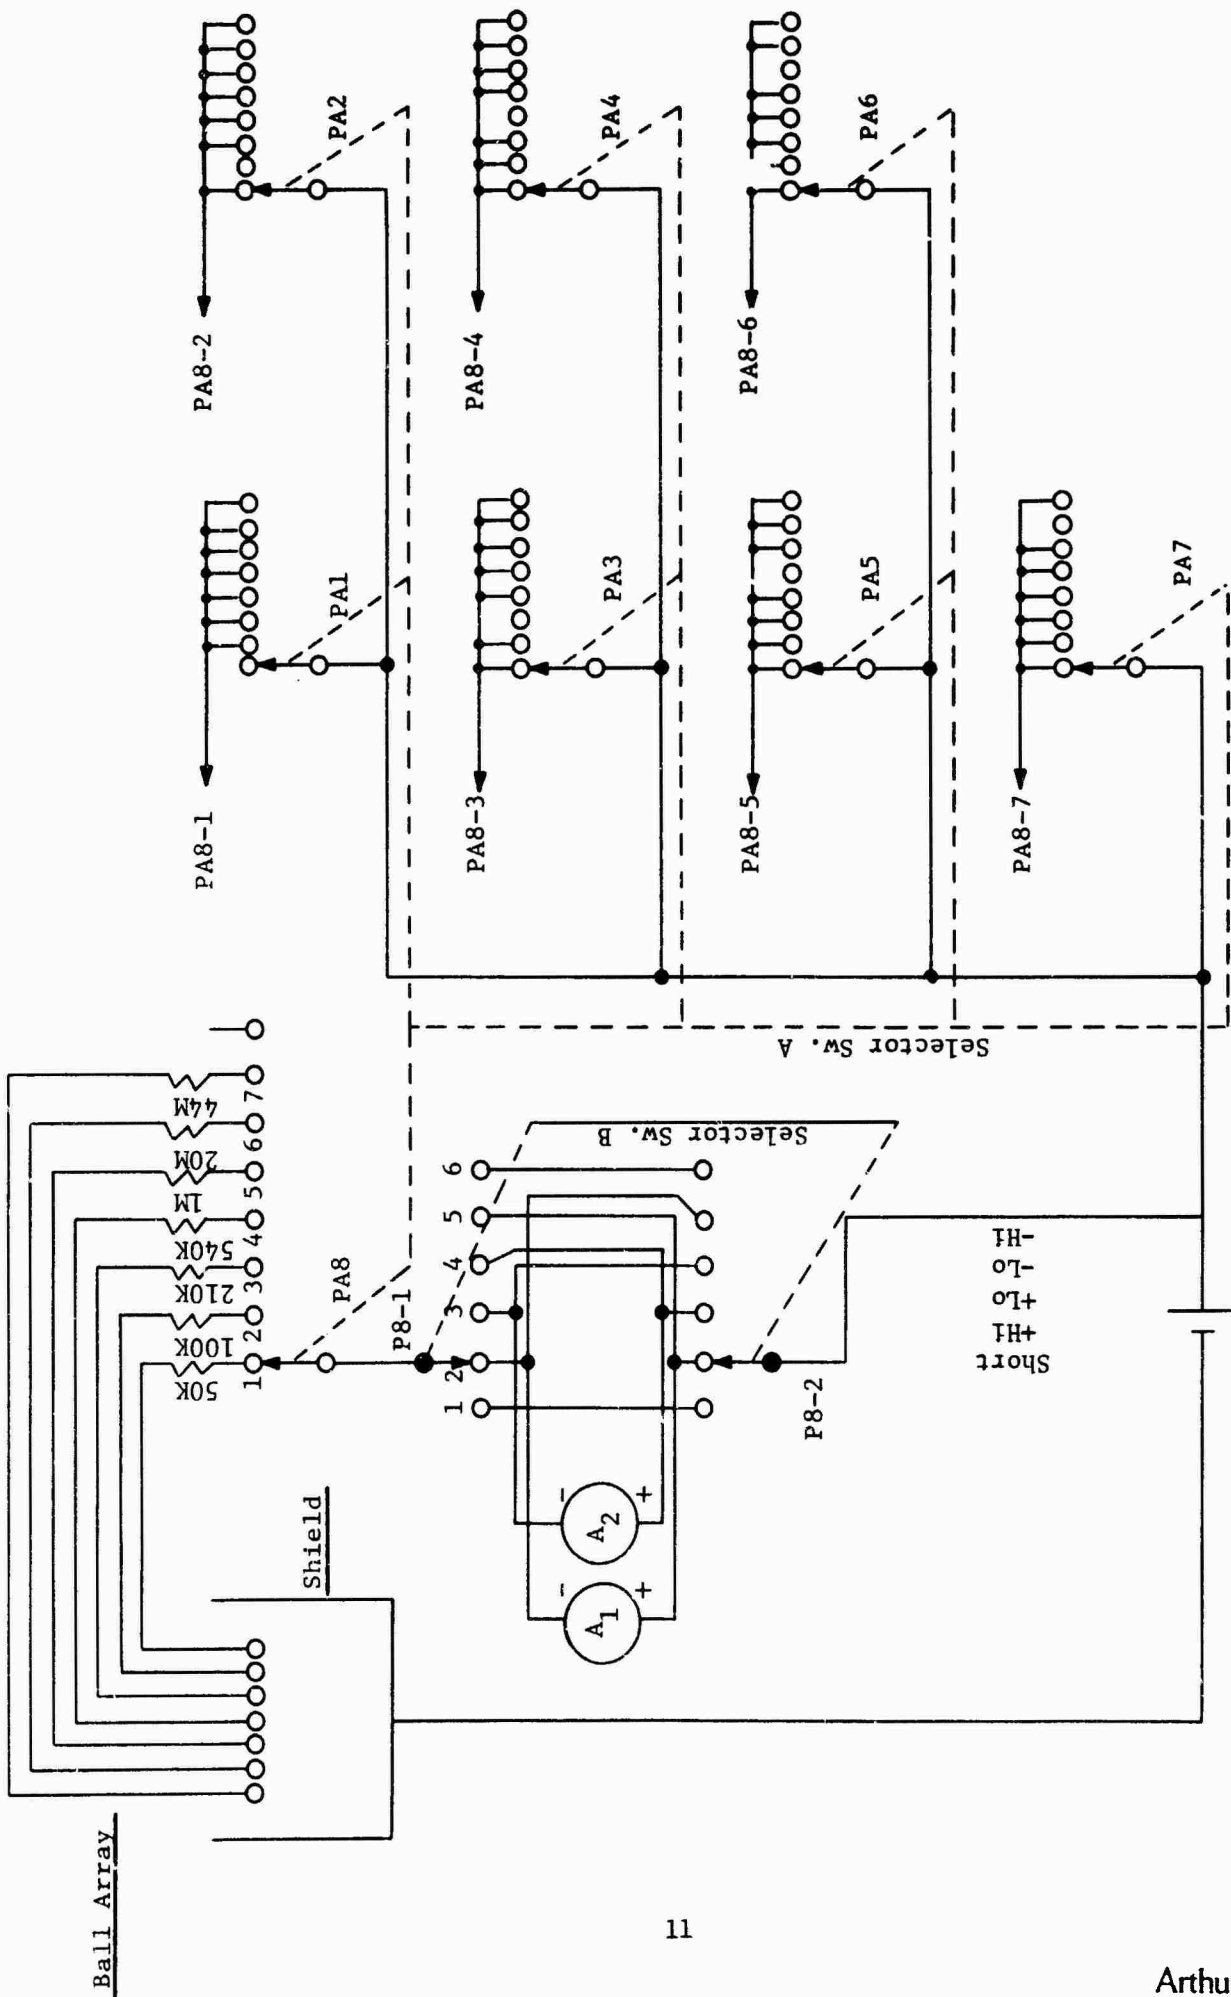 Ball Array
Shield
50K
100K
210K
540K
1M
20M
44M
1
2
3
4
5
6
7
PA8
P8-1
1
2
3
4
5
6
A1
-
+
A2
-
+
P8-2
Selector Sw. B
Selector Sw. A
Short
+Hi
+Lo
-Lo
-Hi
PA8-1
PA1
PA8-2
PA2
PA8-3
PA3
PA8-4
PA4
PA8-5
PA5
PA8-6
PA6
PA8-7
PA7
11
Arthu